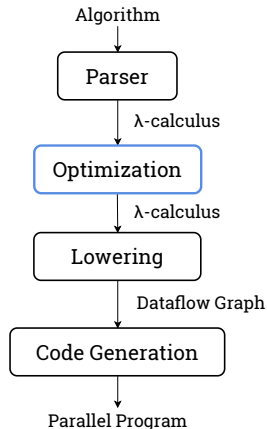 Algorithm
Parser
λ-calculus
Optimization
λ-calculus
Lowering
Dataflow Graph
Code Generation
Parallel Program